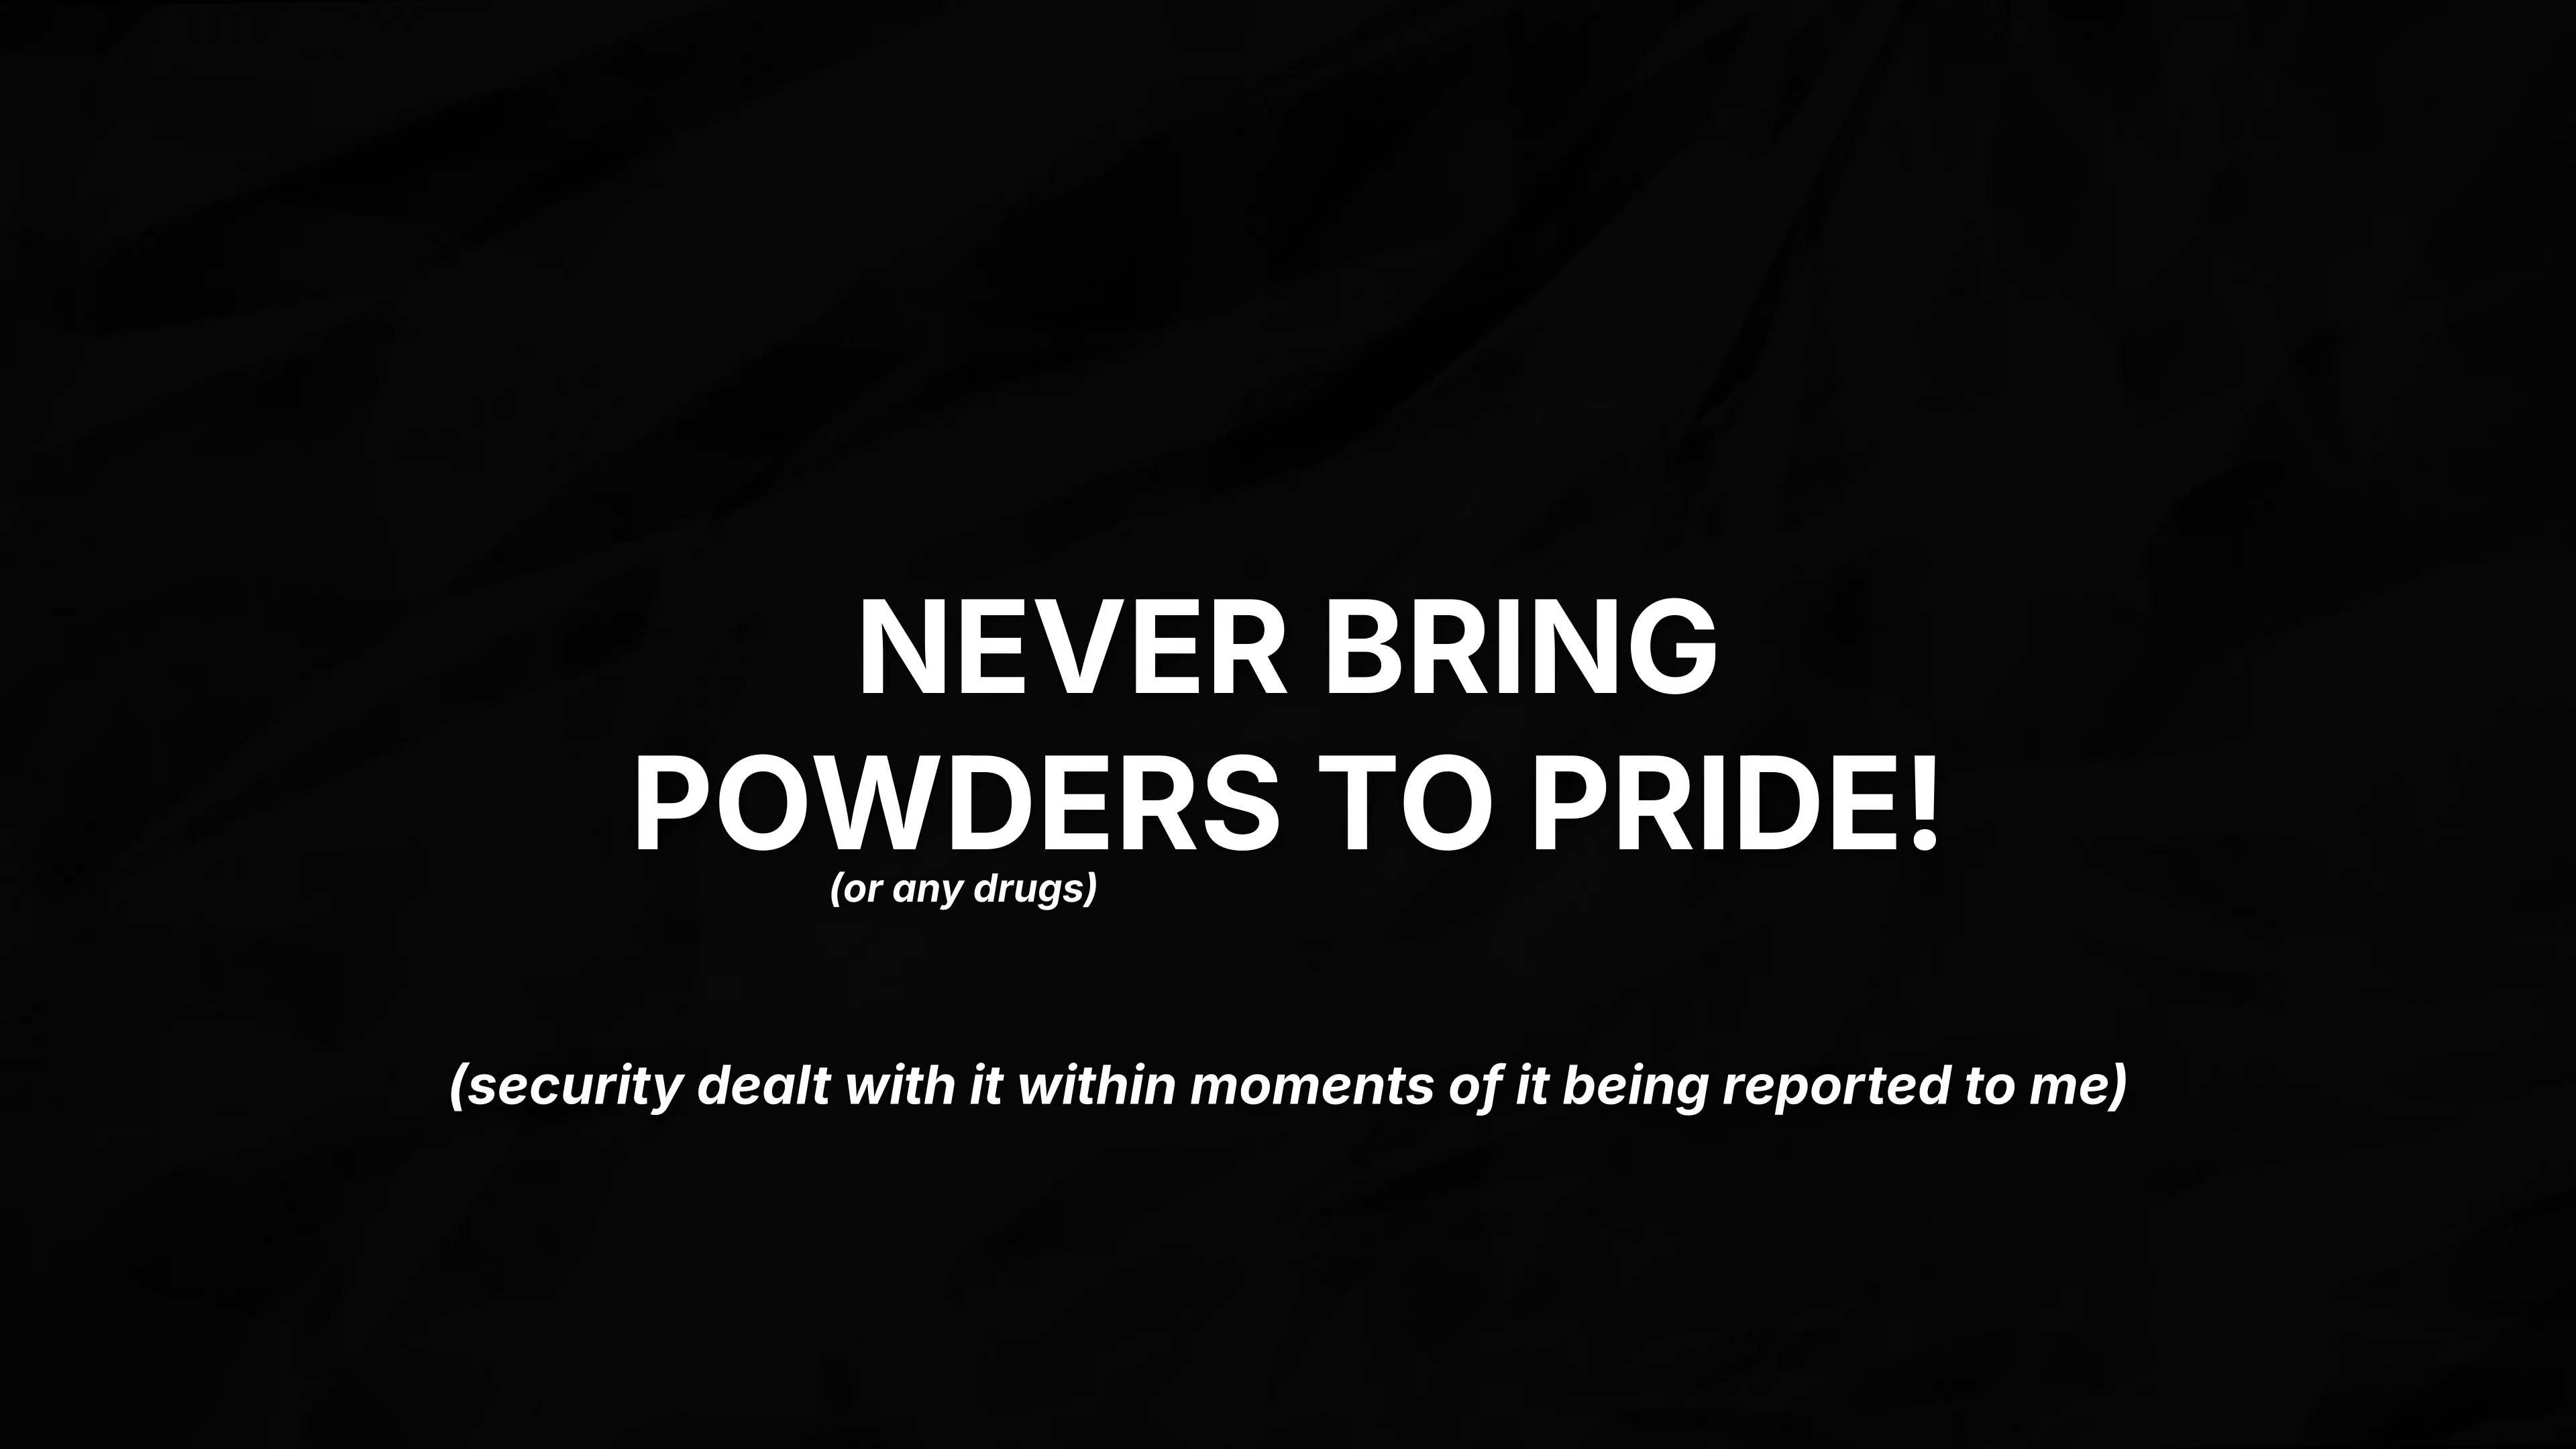 NEVER BRING
POWDERS TO PRIDE!
(or any drugs)
(security dealt with it within moments of it being reported to me)